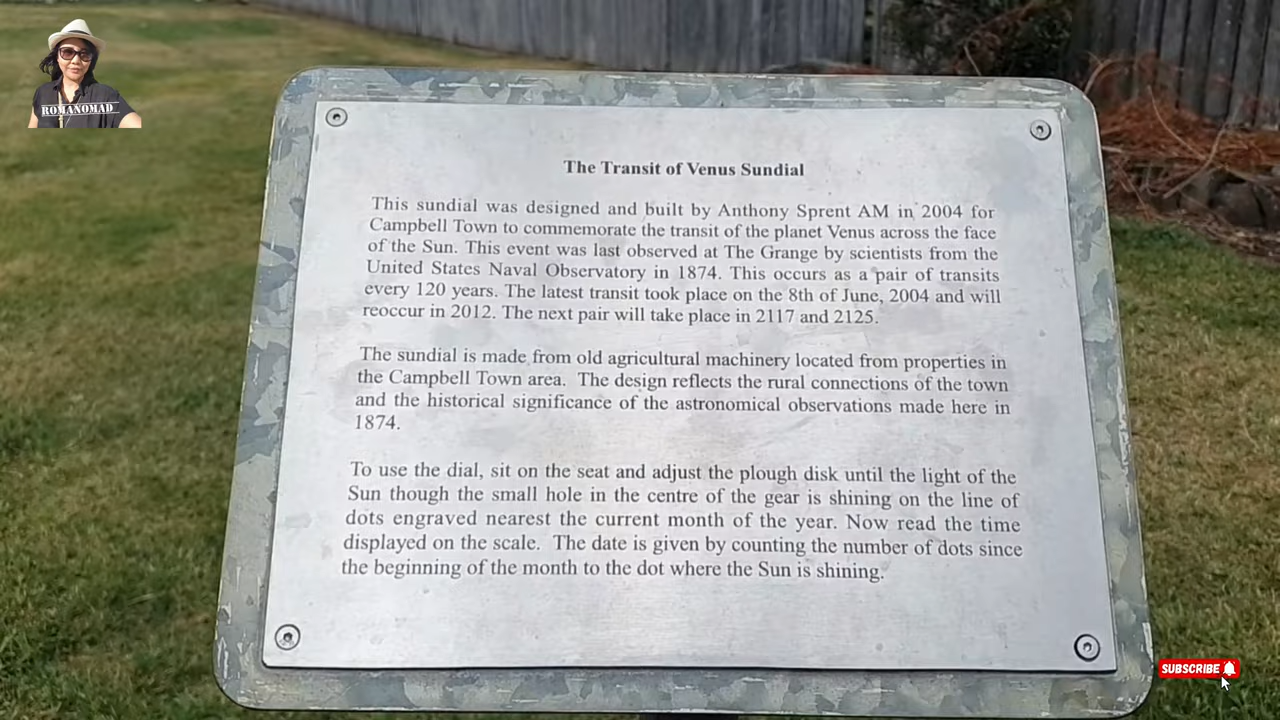 ROMANOMAD
The Transit of Venus Sundial
This sundial was designed and built by Anthony Sprent AM in 2004 for
Campbell Town to commemorate the transit of the planet Venus across the face
of the Sun. This event was last observed at The Grange by scientists from the
United States Naval Observatory in 1874. This occurs as a pair of transits
every 120 years. The latest transit took place on the 8th of June, 2004 and will
reoccur in 2012. The next pair will take place in 2117 and 2125.
The sundial is made from old agricultural machinery located from properties in
the Campbell Town area. The design reflects the rural connections of the town
and the historical significance of the astronomical observations made here in
1874.
To use the dial, sit on the seat and adjust the plough disk until the light of the
Sun though the small hole in the centre of the gear is shining on the line of
dots engraved nearest the current month of the year. Now read the time
displayed on the scale. The date is given by counting the number of dots since
the beginning of the month to the dot where the Sun is shining.
SUBSCRIBE